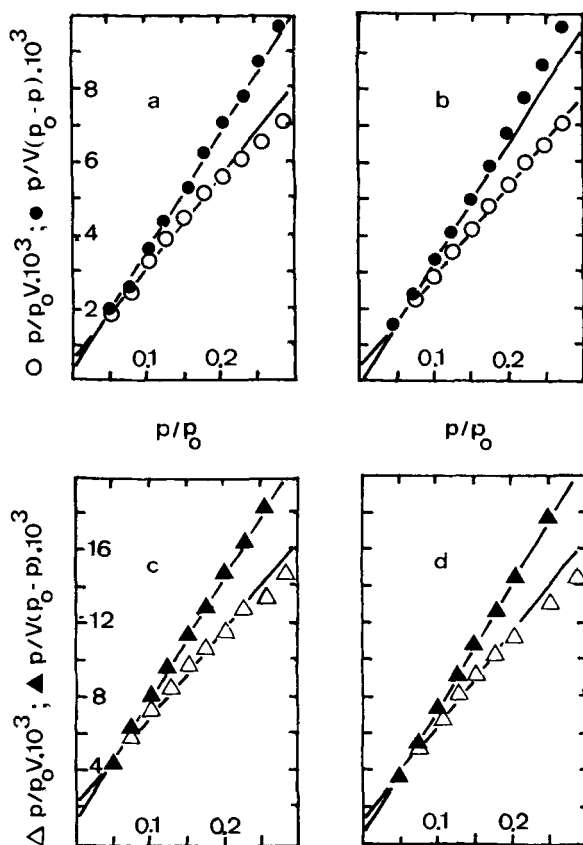 ○ p/p₀V.10³ ; ● p/V(p₀-p).10³
8
6
4
2
a
0.1 0.2
b
0.1 0.2
p/p₀ p/p₀
△ p/p₀V.10³ ; ▲ p/V(p₀-p).10³
16
12
8
4
c
0.1 0.2
d
0.1 0.2